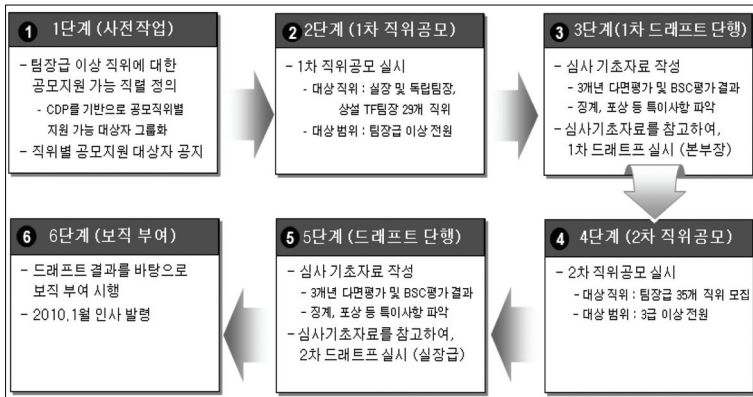 ❶ 1단계 (사전작업)
– 팀장급 이상 직위에 대한
공모지원 가능 직렬 정의
- CDP를 기반으로 공모직위별
지원 가능 대상자 그룹화
– 직위별 공모지원 대상자 공지
❷ 2단계 (1차 직위공모)
– 1차 직위공모 실시
- 대상 직위 : 실장 및 독립팀장,
상설 TF팀장 29개 직위
- 대상 범위 : 팀장급 이상 전원
❸ 3단계(1차 드래프트 단행)
– 심사 기초자료 작성
- 3개년 다면평가 및 BSC평가 결과
- 징계, 포상 등 특이사항 파악
– 심사기초자료를 참고하여,
1차 드래트프 실시 (본부장)
❹ 4단계 (2차 직위공모)
– 2차 직위공모 실시
- 대상 직위 : 팀장급 35개 직위 모집
- 대상 범위 : 3급 이상 전원
❺ 5단계 (드래프트 단행)
– 심사 기초자료 작성
- 3개년 다면평가 및 BSC평가 결과
- 징계, 포상 등 특이사항 파악
– 심사기초자료를 참고하여,
2차 드래트프 실시 (실장급)
❻ 6단계 (보직 부여)
– 드래프트 결과를 바탕으로
보직 부여 시행
– 2010.1월 인사 발령